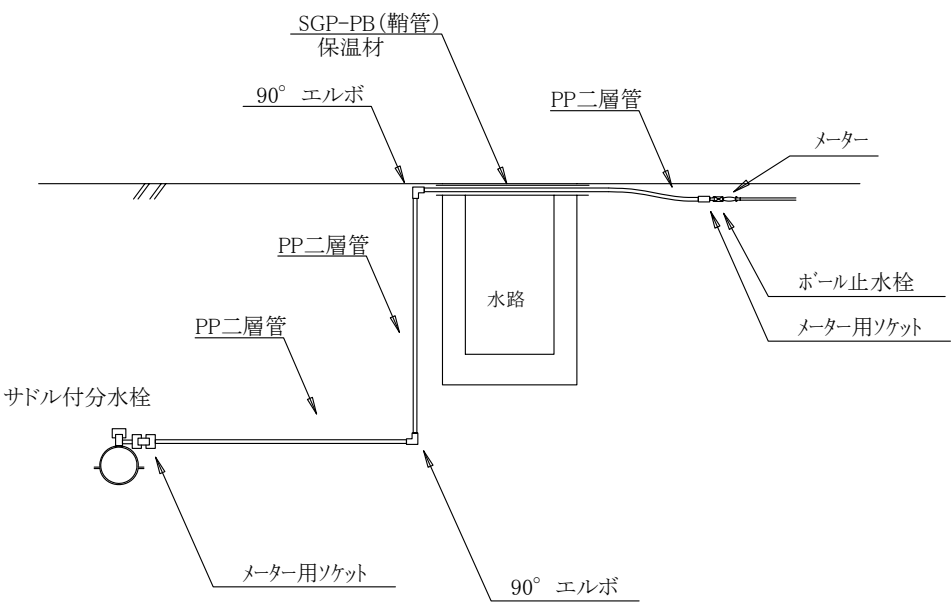 SGP-PB(鞘管)
保温材
90° エルボ
PP二層管
メーター
PP二層管
水路
ボール止水栓
PP二層管
メーター用ソケット
サドル付分水栓
メーター用ソケット
90° エルボ